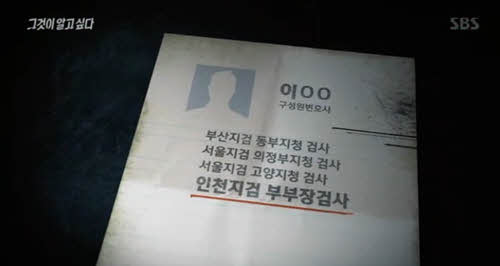 그것이 알고 싶다
SBS
이OO
구성원변호사
부산지검 동부지청 검사
서울지검 의정부지청 검사
서울지검 고양지청 검사
인천지검 부부장검사